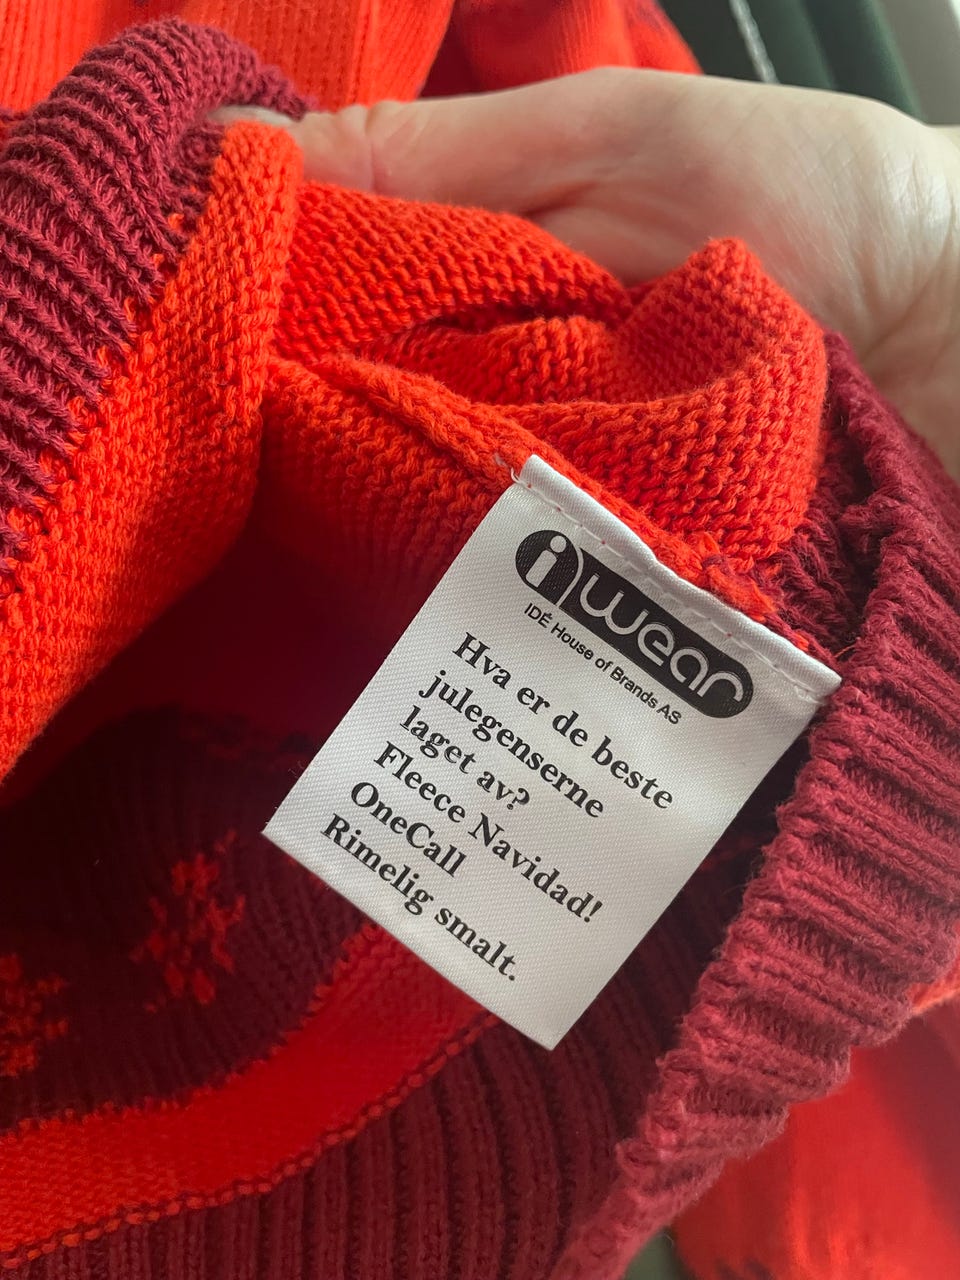 iwear
IDÉ House of Brands AS
Hva er de beste
julegenserne
laget av?
Fleece Navidad!
OneCall
Rimelig smalt.